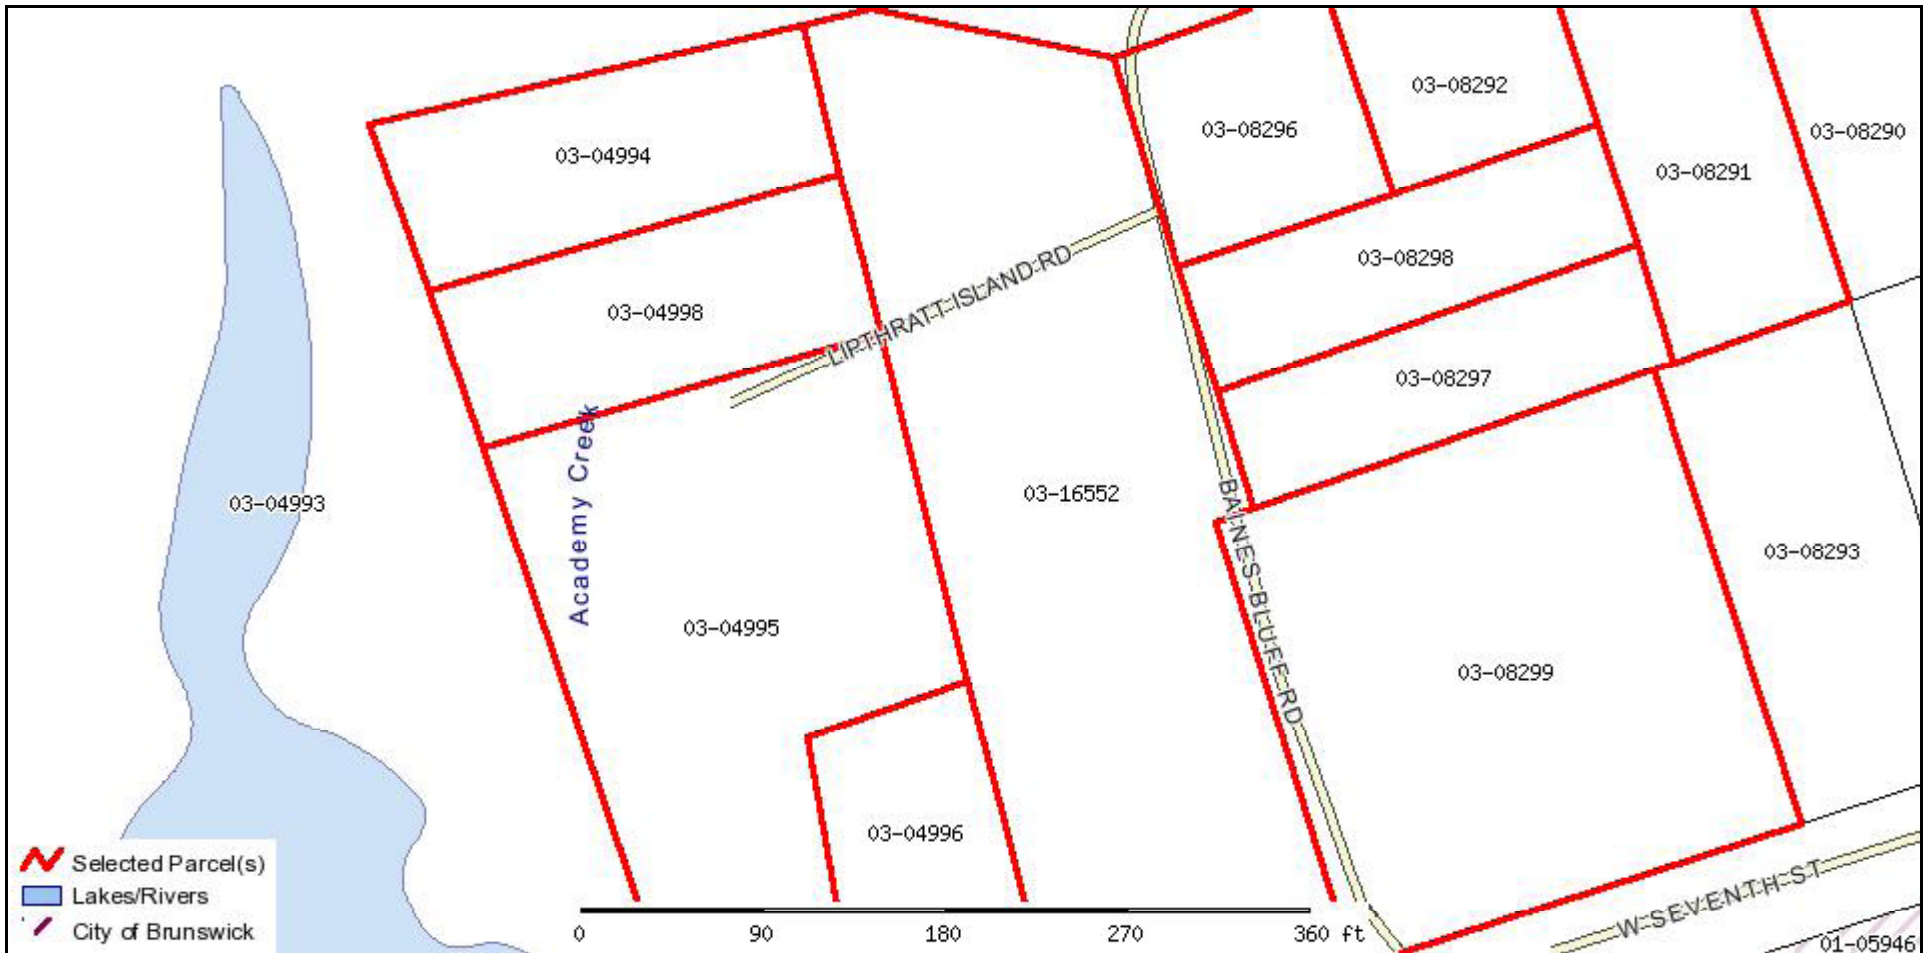 03-08292
03-08296
03-08290
03-04994
03-08291
03-08298
LIPTHRATT ISLAND RD
03-04998
03-08297
Academy Creek
03-04993
03-16552
BAINES BLUFF RD
03-08293
03-04995
03-08299
03-04996
W SEVENTH ST
01-05946
Selected Parcel(s)
Lakes/Rivers
City of Brunswick
0 90 180 270 360 ft